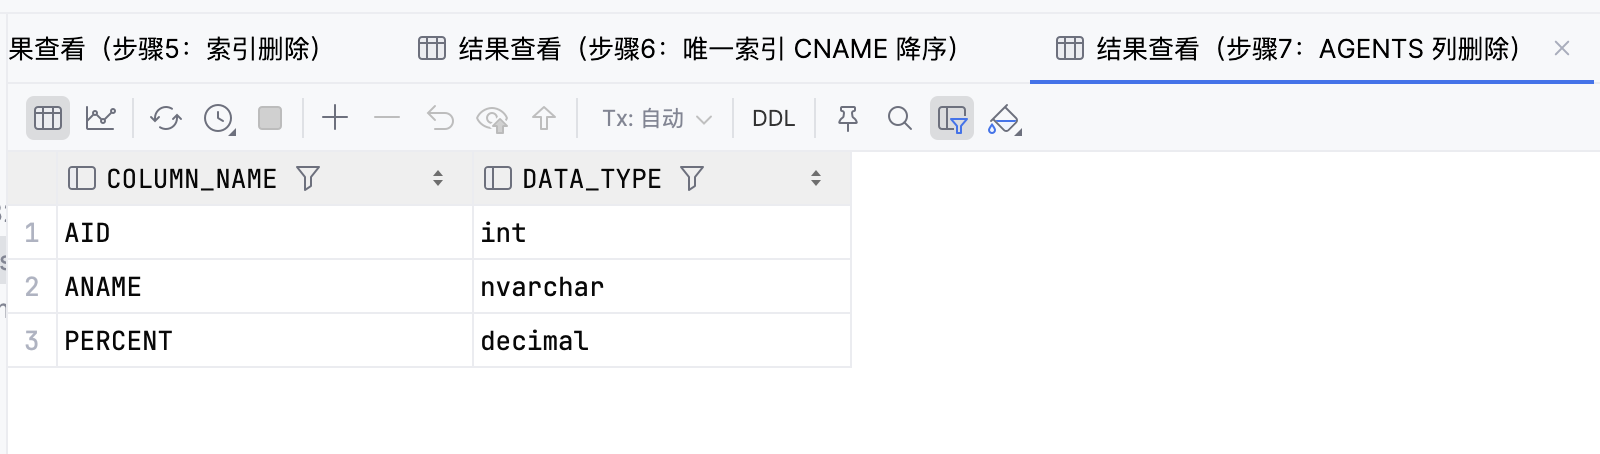 果查看（步骤5：索引删除） 结果查看（步骤6：唯一索引 CNAME 降序） 结果查看（步骤7：AGENTS 列删除）
Tx: 自动 DDL
COLUMN_NAME DATA_TYPE
1 AID int
2 ANAME nvarchar
3 PERCENT decimal